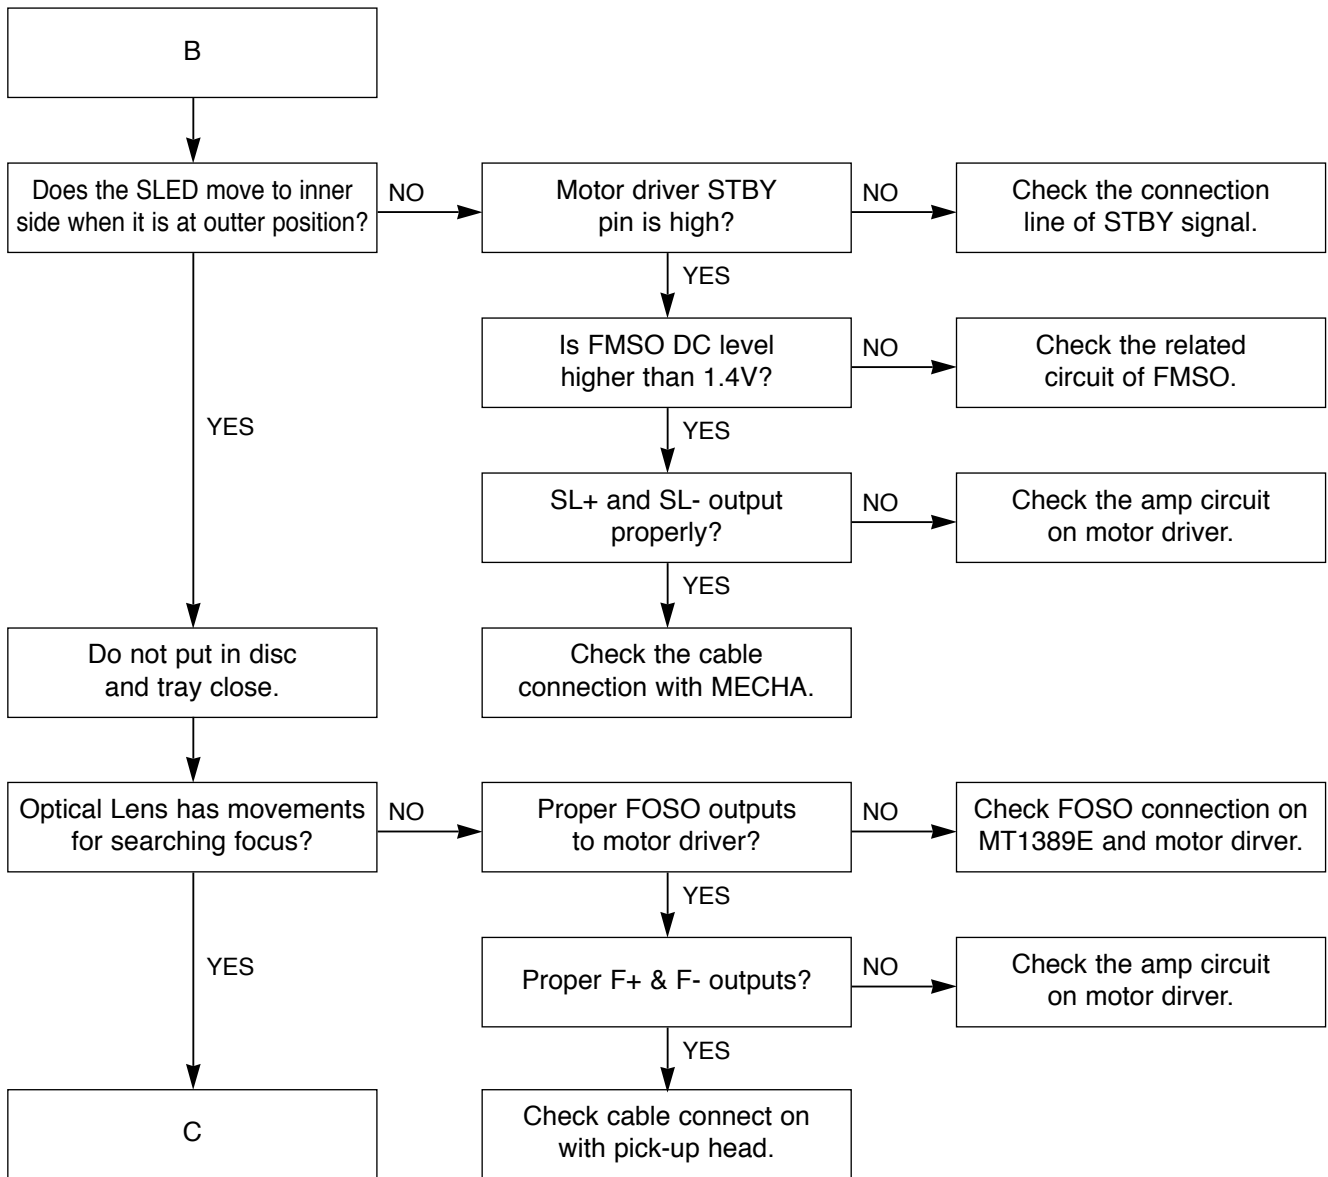 B
Does the SLED move to inner
side when it is at outter position?
NO
Motor driver STBY
pin is high?
NO
Check the connection
line of STBY signal.
YES
Is FMSO DC level
higher than 1.4V?
NO
Check the related
circuit of FMSO.
YES
YES
SL+ and SL- output
properly?
NO
Check the amp circuit
on motor driver.
YES
Do not put in disc
and tray close.
Check the cable
connection with MECHA.
Optical Lens has movements
for searching focus?
NO
Proper FOSO outputs
to motor driver?
NO
Check FOSO connection on
MT1389E and motor dirver.
YES
YES
Proper F+ & F- outputs?
NO
Check the amp circuit
on motor dirver.
YES
C
Check cable connect on
with pick-up head.